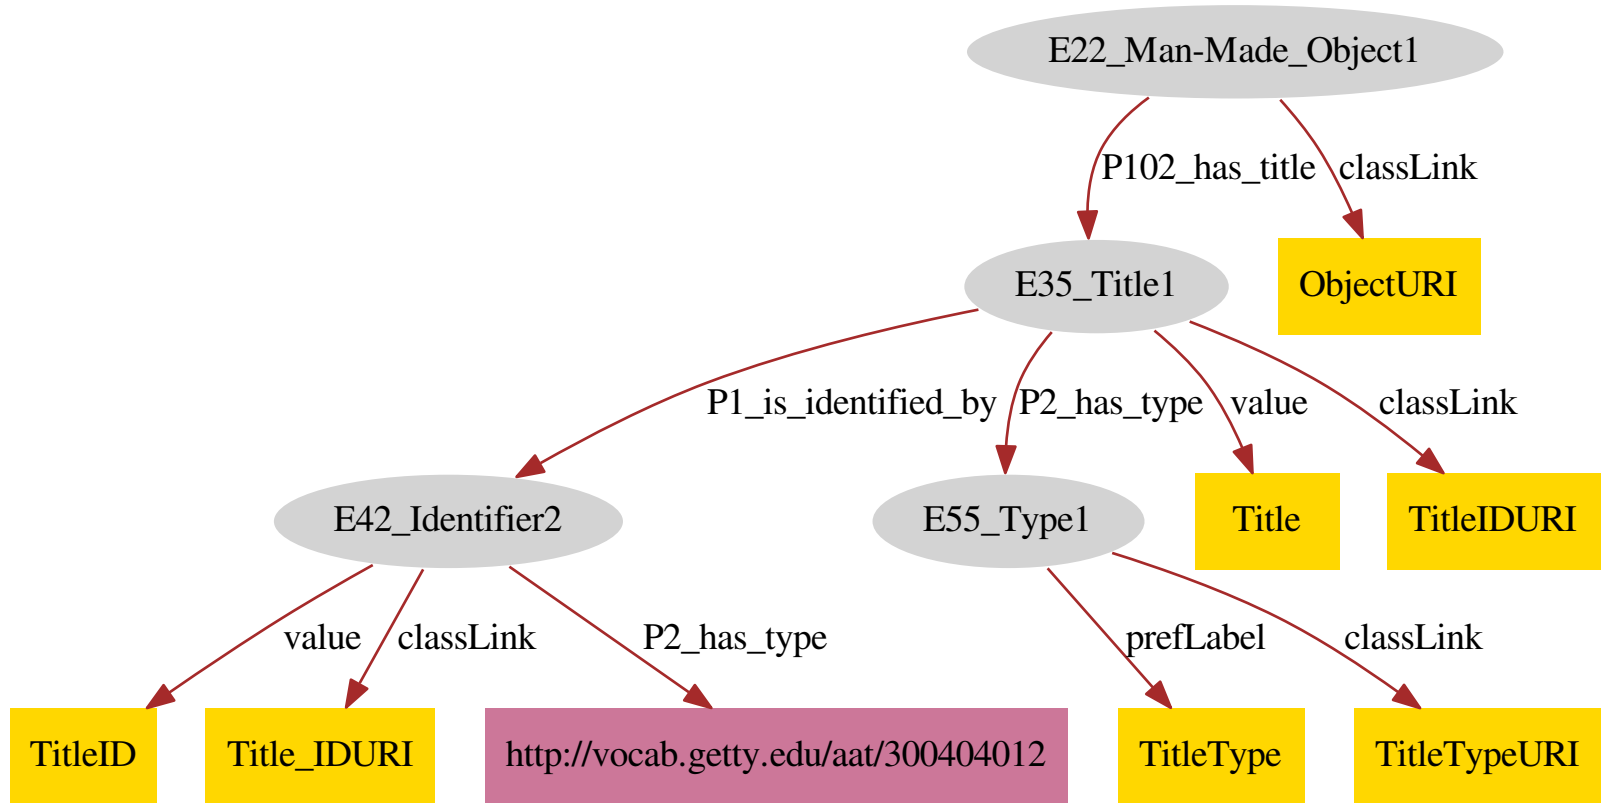 E22_Man-Made_Object1
P102_has_title classLink
E35_Title1 ObjectURI
P1_is_identified_by P2_has_type value classLink
E42_Identifier2 E55_Type1 Title TitleIDURI
value classLink P2_has_type prefLabel classLink
TitleID Title_IDURI http://vocab.getty.edu/aat/300404012 TitleType TitleTypeURI